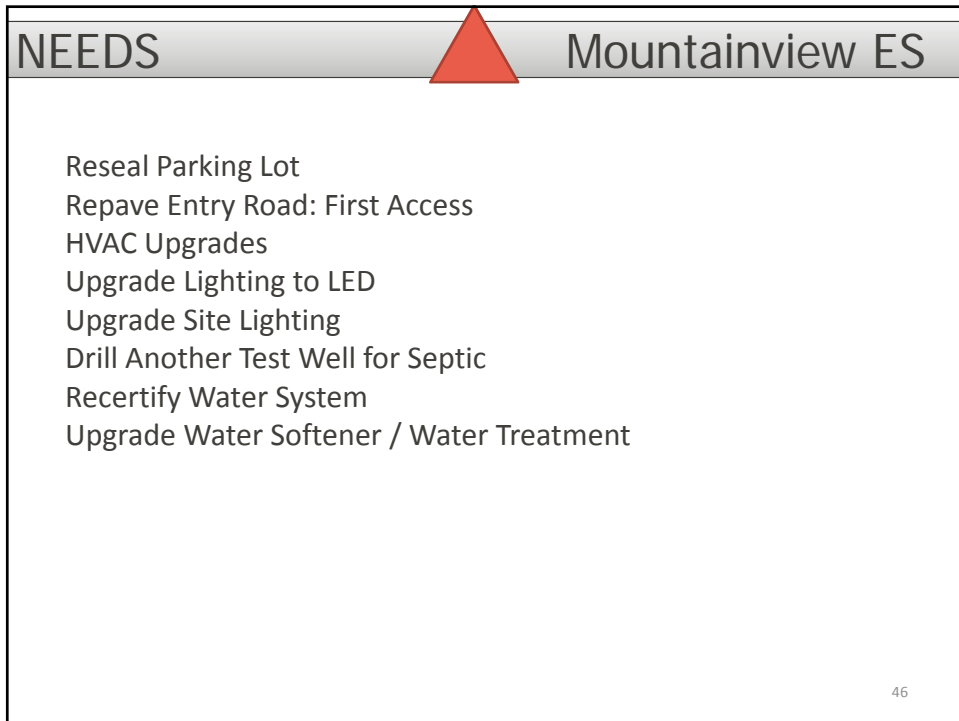 NEEDS Mountainview ES
Reseal Parking Lot
Repave Entry Road: First Access
HVAC Upgrades
Upgrade Lighting to LED
Upgrade Site Lighting
Drill Another Test Well for Septic
Recertify Water System
Upgrade Water Softener / Water Treatment
46